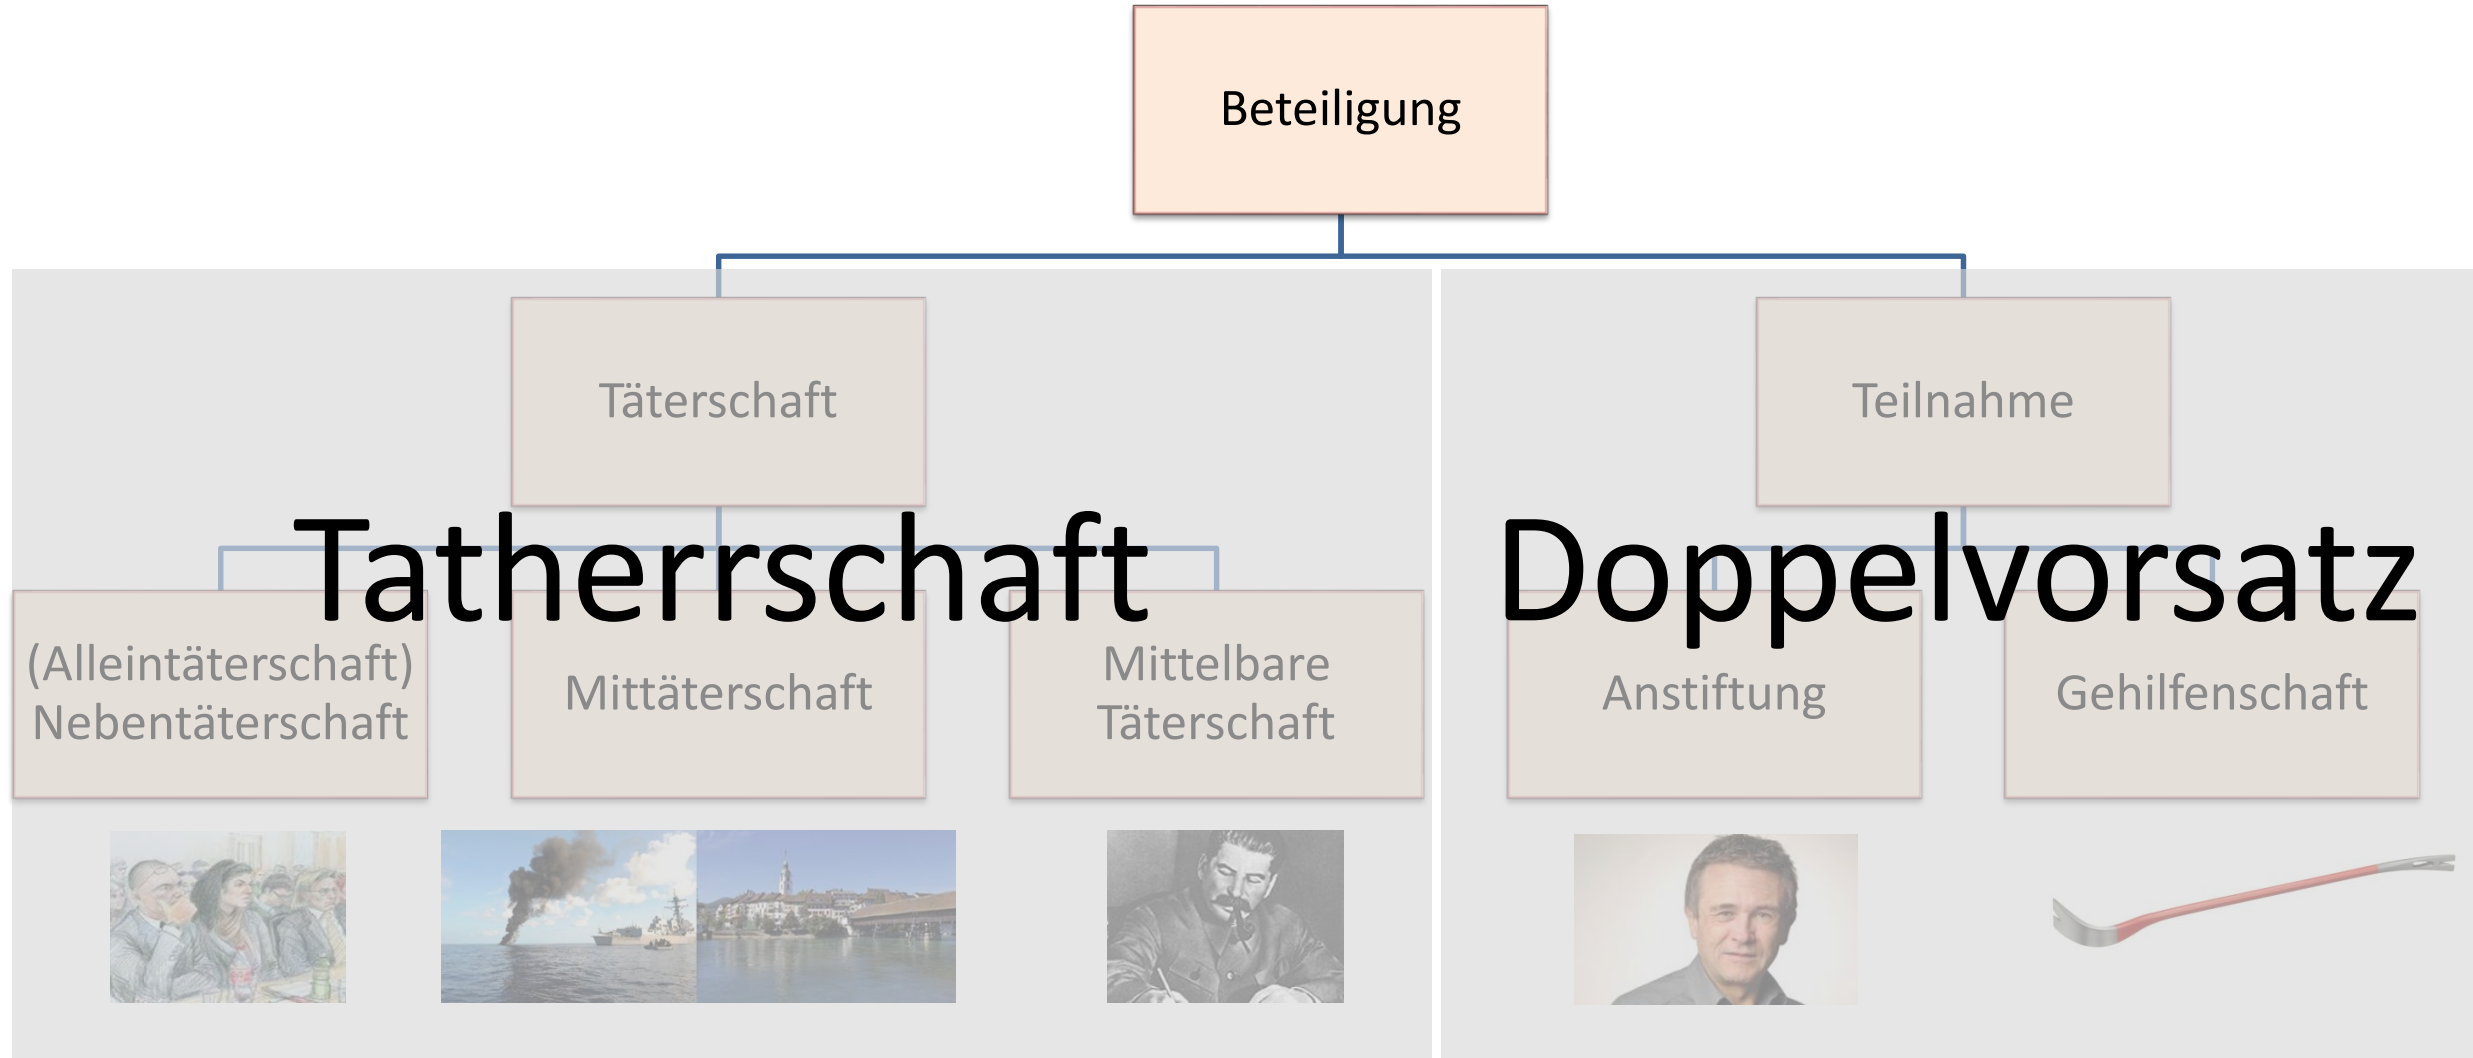 Beteiligung
Täterschaft
Teilnahme
Tatherrschaft
Doppelvorsatz
(Alleintäterschaft)
Nebentäterschaft
Mittäterschaft
Mittelbare
Täterschaft
Anstiftung
Gehilfenschaft